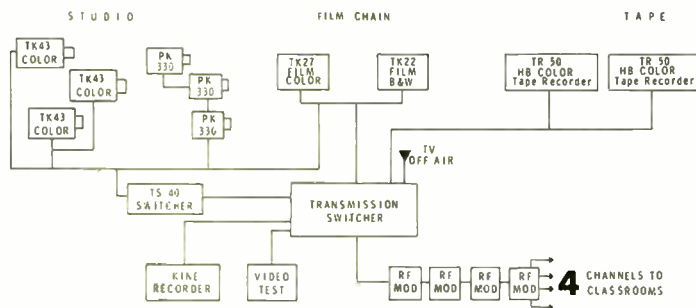 STUDIO FILM CHAIN TAPE
TK43
COLOR
TK43
COLOR
TK43
COLOR
PK
330
PK
330
PK
330
TK27
FILM
COLOR
TK22
FILM
B&W
TR 50
HB COLOR
Tape Recorder
TR 50
HB COLOR
Tape Recorder
TV
OFF AIR
TS 40
SWITCHER
TRANSMISSION
SWITCHER
KINE
RECORDER
VIDEO
TEST
RF
MOD
RF
MOD
RF
MOD
RF
MOD
4 CHANNELS TO
CLASSROOMS